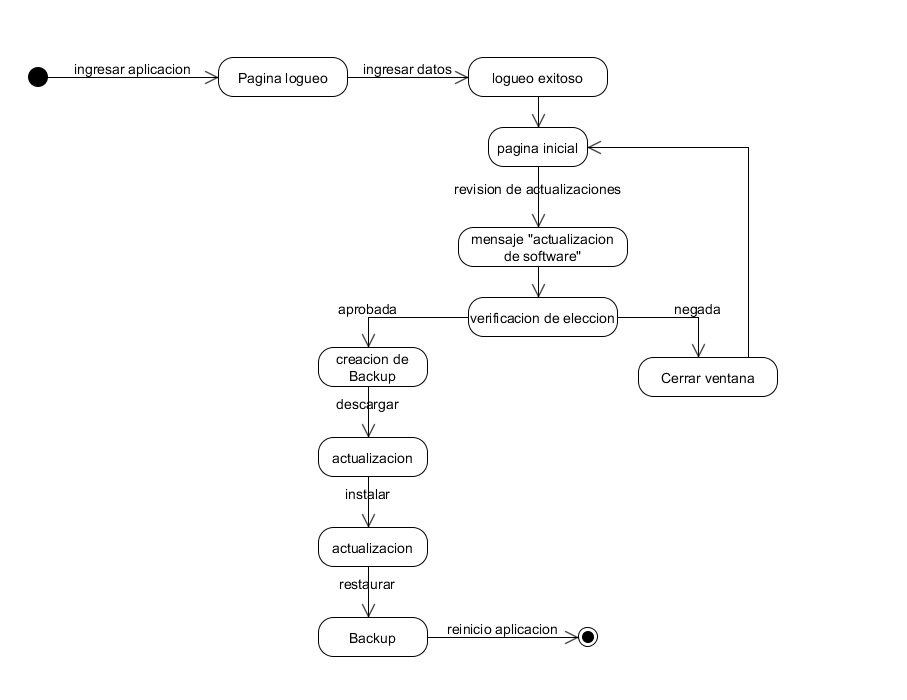 ingresar aplicacion
Pagina logueo
ingresar datos
logueo exitoso
pagina inicial
revision de actualizaciones
mensaje "actualizacion
de software"
verificacion de eleccion
aprobada
negada
creacion de
Backup
Cerrar ventana
descargar
actualizacion
instalar
actualizacion
restaurar
Backup
reinicio aplicacion